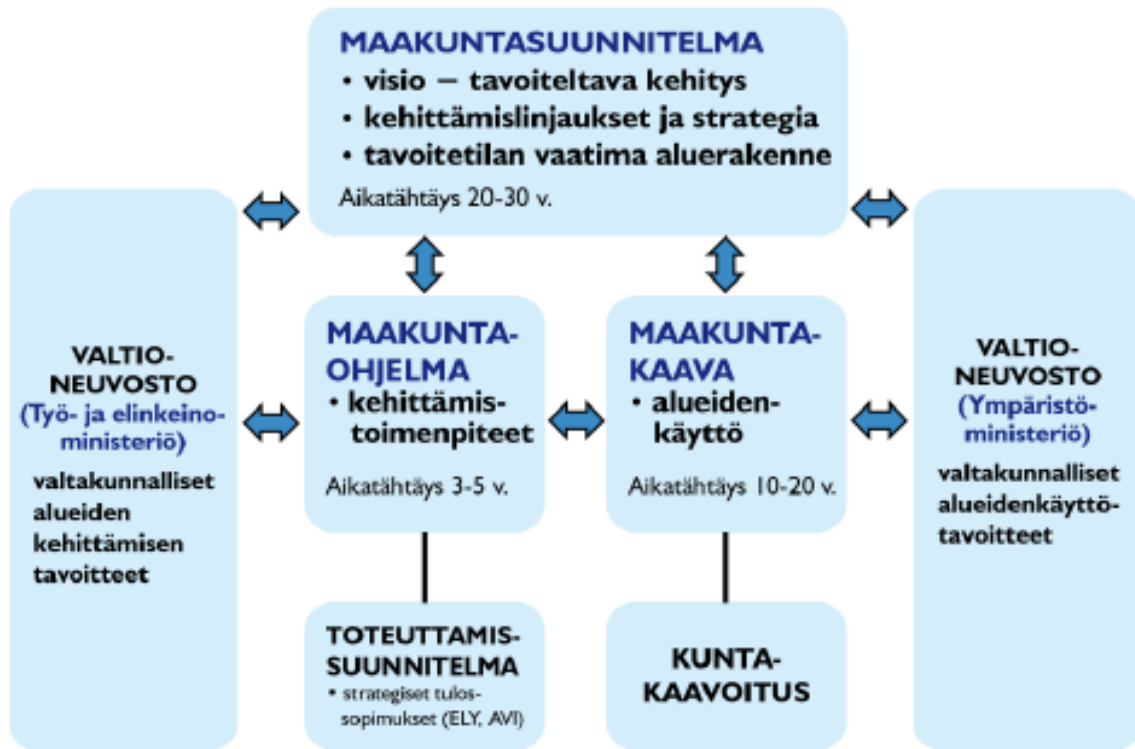 MAAKUNTASUUNNITELMA
• visio – tavoiteltava kehitys
• kehittämislinjaukset ja strategia
• tavoitetilan vaatima aluerakenne
Aikatähtäys 20-30 v.
VALTIO-
NEUVOSTO
(Työ- ja elinkeino-
ministeriö)
valtakunnalliset
alueiden
kehittämisen
tavoitteet
MAAKUNTA-
OHJELMA
• kehittämis-
toimenpiteet
Aikatähtäys 3-5 v.
MAAKUNTA-
KAAVA
• alueiden-
käyttö
Aikatähtäys 10-20 v.
VALTIO-
NEUVOSTO
(Ympäristö-
ministeriö)
valtakunnalliset
alueidenkäyttö-
tavoitteet
TOTEUTTAMIS-
SUUNNITELMA
• strategiset tulos-
sopimukset (ELY, AVI)
KUNTA-
KAAVOITUS